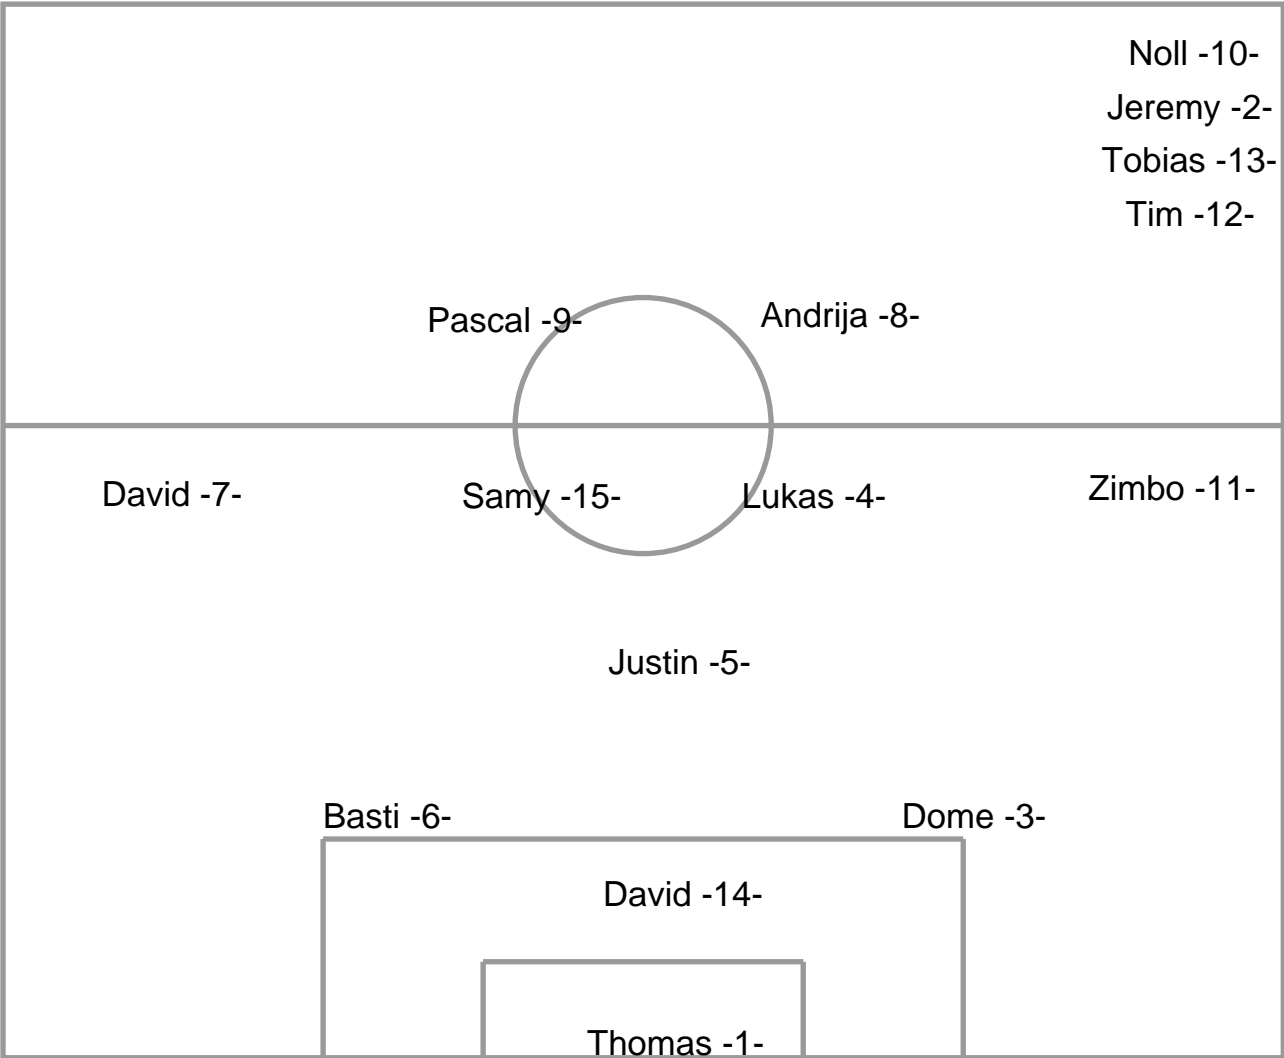 Noll -10-
Jeremy -2-
Tobias -13-
Tim -12-
Pascal -9-
Andrija -8-
David -7-
Samy -15-
Lukas -4-
Zimbo -11-
Justin -5-
Basti -6-
Dome -3-
David -14-
Thomas -1-